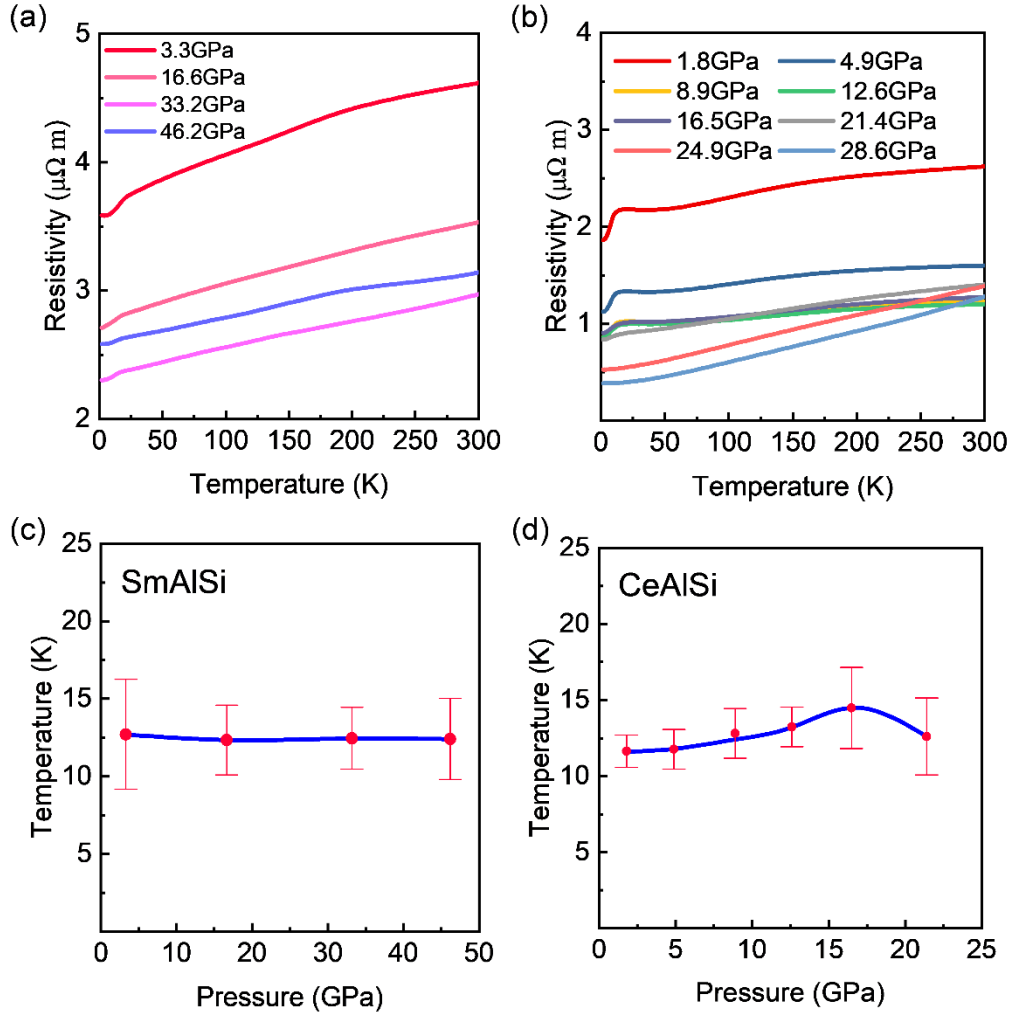 (a)
5
4
3
2
Resistivity (μΩ m)
3.3GPa
16.6GPa
33.2GPa
46.2GPa
0 50 100 150 200 250 300
Temperature (K)
(b)
4
3
2
1
Resistivity (μΩ m)
1.8GPa 4.9GPa
8.9GPa 12.6GPa
16.5GPa 21.4GPa
24.9GPa 28.6GPa
0 50 100 150 200 250 300
Temperature (K)
(c)
25
20
15
10
5
Temperature (K)
SmAlSi
0 10 20 30 40 50
Pressure (GPa)
(d)
25
20
15
10
5
Temperature (K)
CeAlSi
0 5 10 15 20 25
Pressure (GPa)